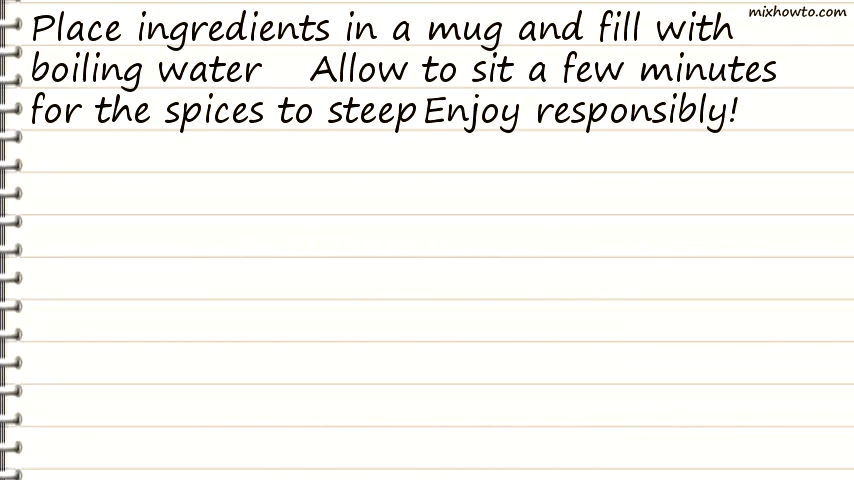 mixhowto.com
Place ingredients in a mug and fill with
boiling water    Allow to sit a few minutes
for the spices to steep Enjoy responsibly!